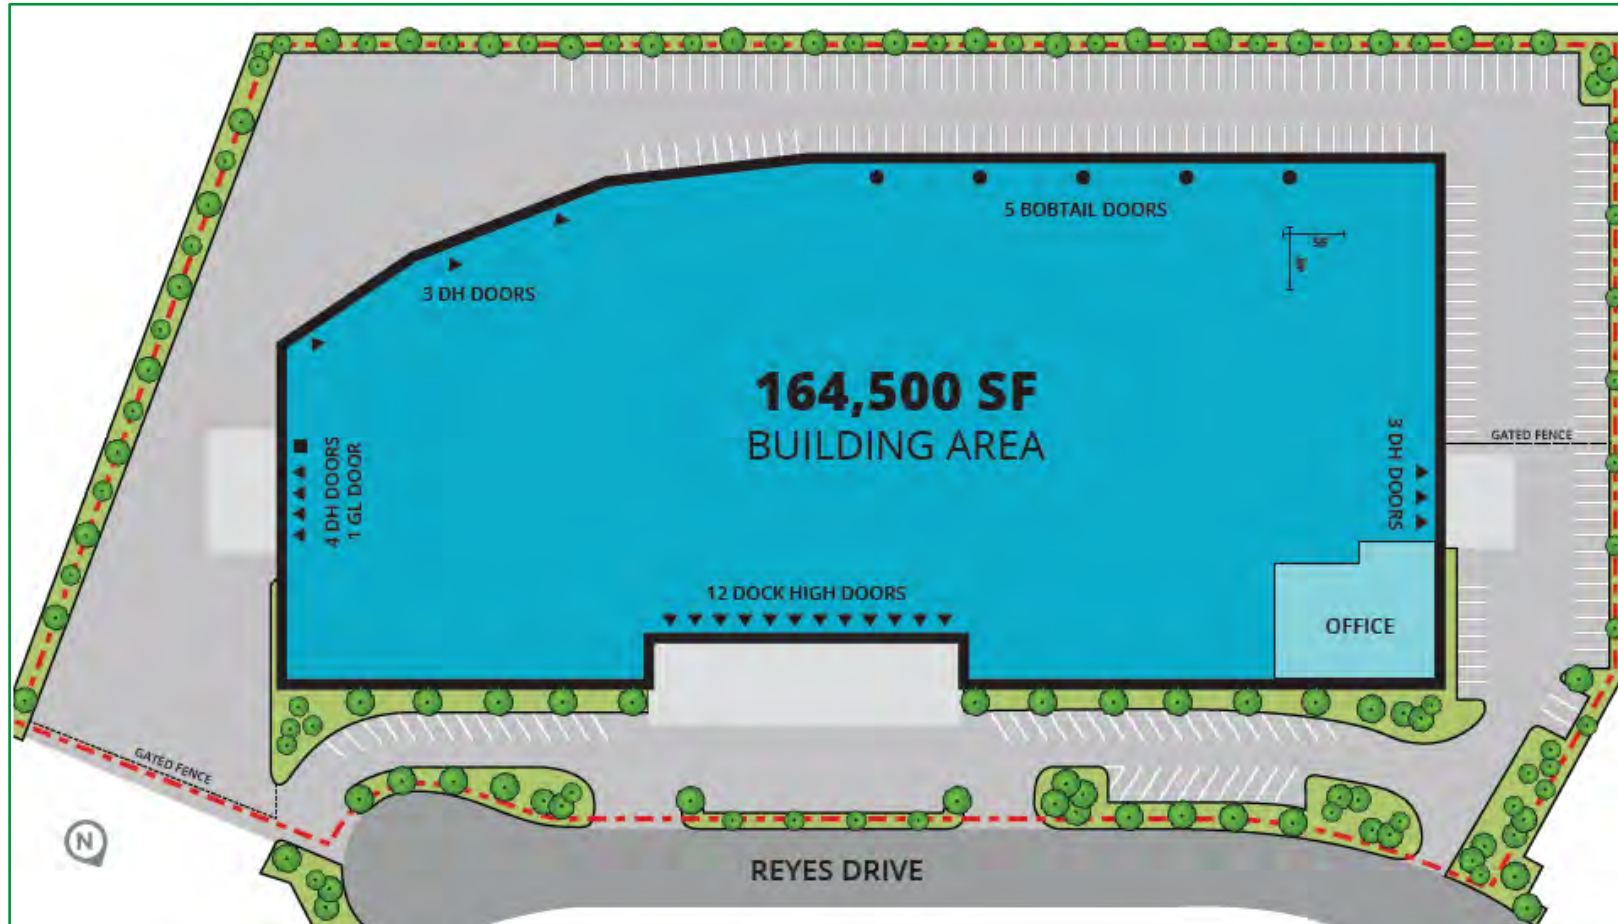 5 BOBTAIL DOORS
3 DH DOORS
164,500 SF
BUILDING AREA
GATED FENCE
3 DH DOORS
4 DH DOORS
1 GL DOOR
12 DOCK HIGH DOORS
OFFICE
GATED FENCE
N
REYES DRIVE